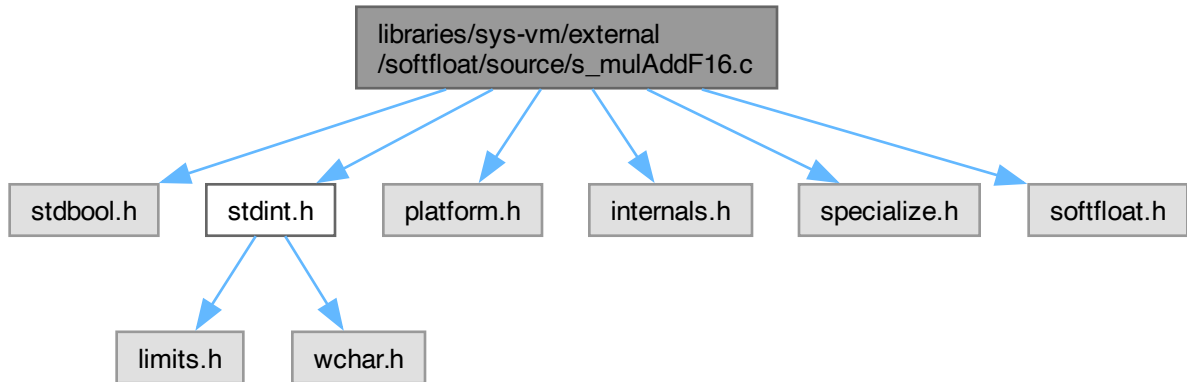 libraries/sys-vm/external
/softfloat/source/s_mulAddF16.c
stdbool.h
stdint.h
platform.h
internals.h
specialize.h
softfloat.h
limits.h
wchar.h